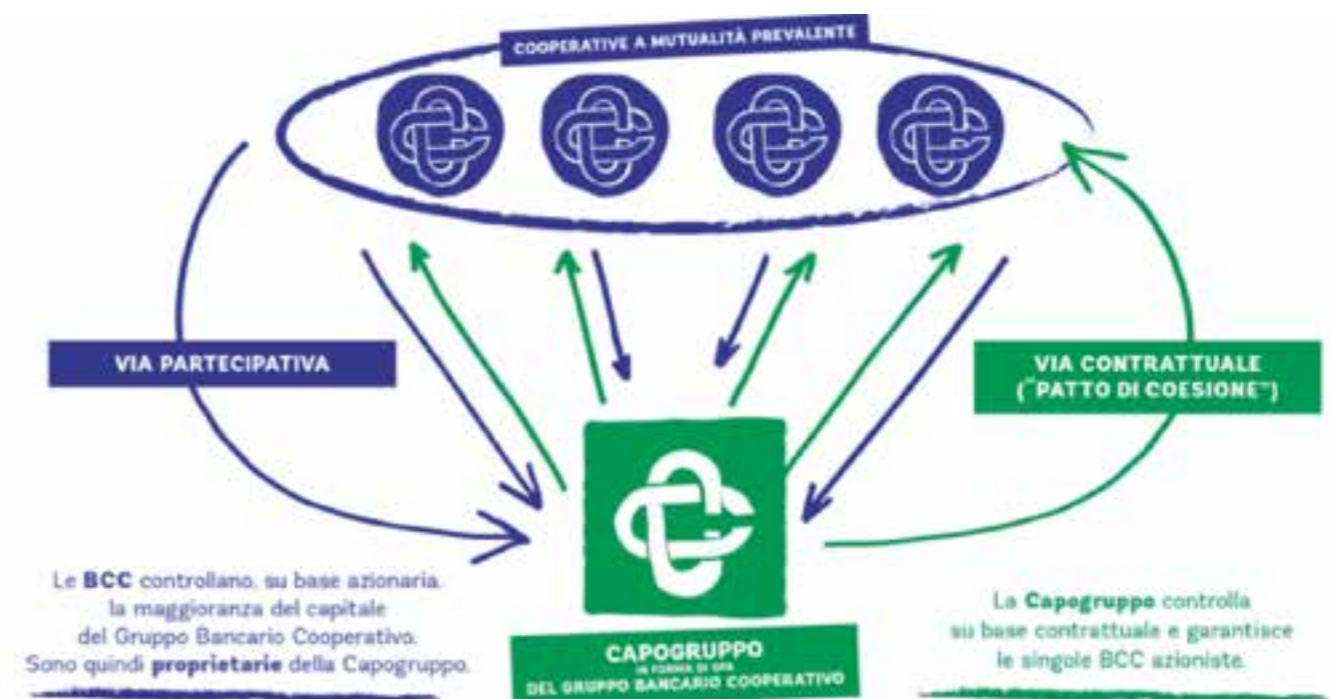 COOPERATIVE A MUTUALITÀ PREVALENTE
VIA PARTECIPATIVA
VIA CONTRATTUALE
("PATTO DI COESIONE")
Le BCC controllano, su base azionaria,
la maggioranza del capitale
del Gruppo Bancario Cooperativo.
Sono quindi proprietarie della Capogruppo.
CAPOGRUPPO
IN FORMA DI SPA
DEL GRUPPO BANCARIO COOPERATIVO
La Capogruppo controlla
su base contrattuale e garantisce
le singole BCC azioniste.